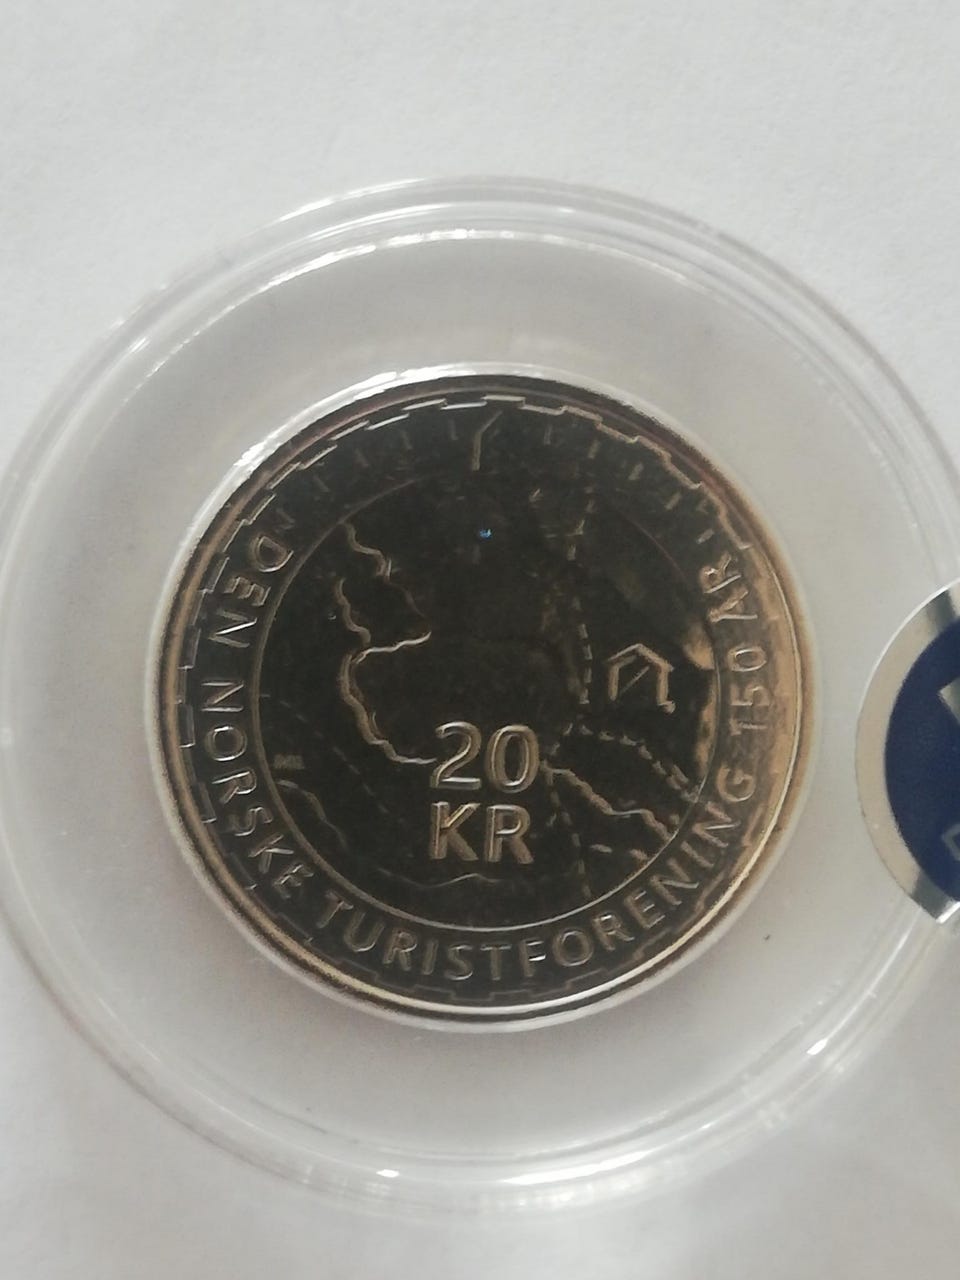 DEN NORSKE TURISTFORENING 150 ÅR
20
KR